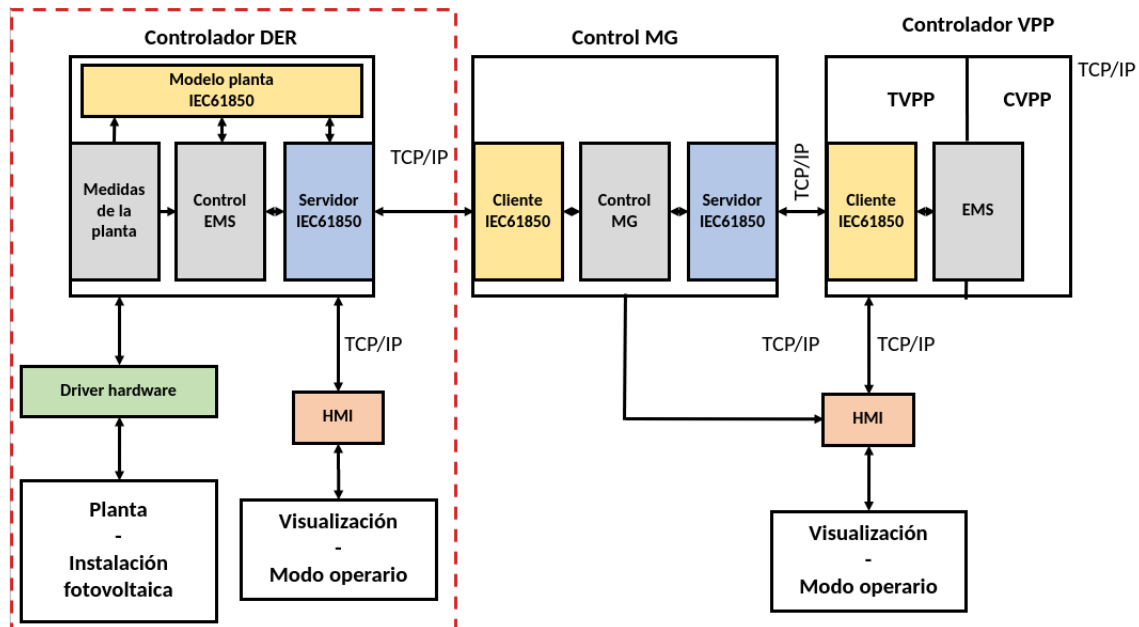 Controlador DER
Modelo planta
IEC61850
Medidas
de la
planta
Control
EMS
Servidor
IEC61850
TCP/IP
Driver hardware
Planta
-
Instalación
fotovoltaica
TCP/IP
HMI
Visualización
-
Modo operario
Control MG
Cliente
IEC61850
Control
MG
Servidor
IEC61850
TCP/IP
Controlador VPP
TCP/IP
TVPP
CVPP
Cliente
IEC61850
EMS
TCP/IP
TCP/IP
HMI
Visualización
-
Modo operario